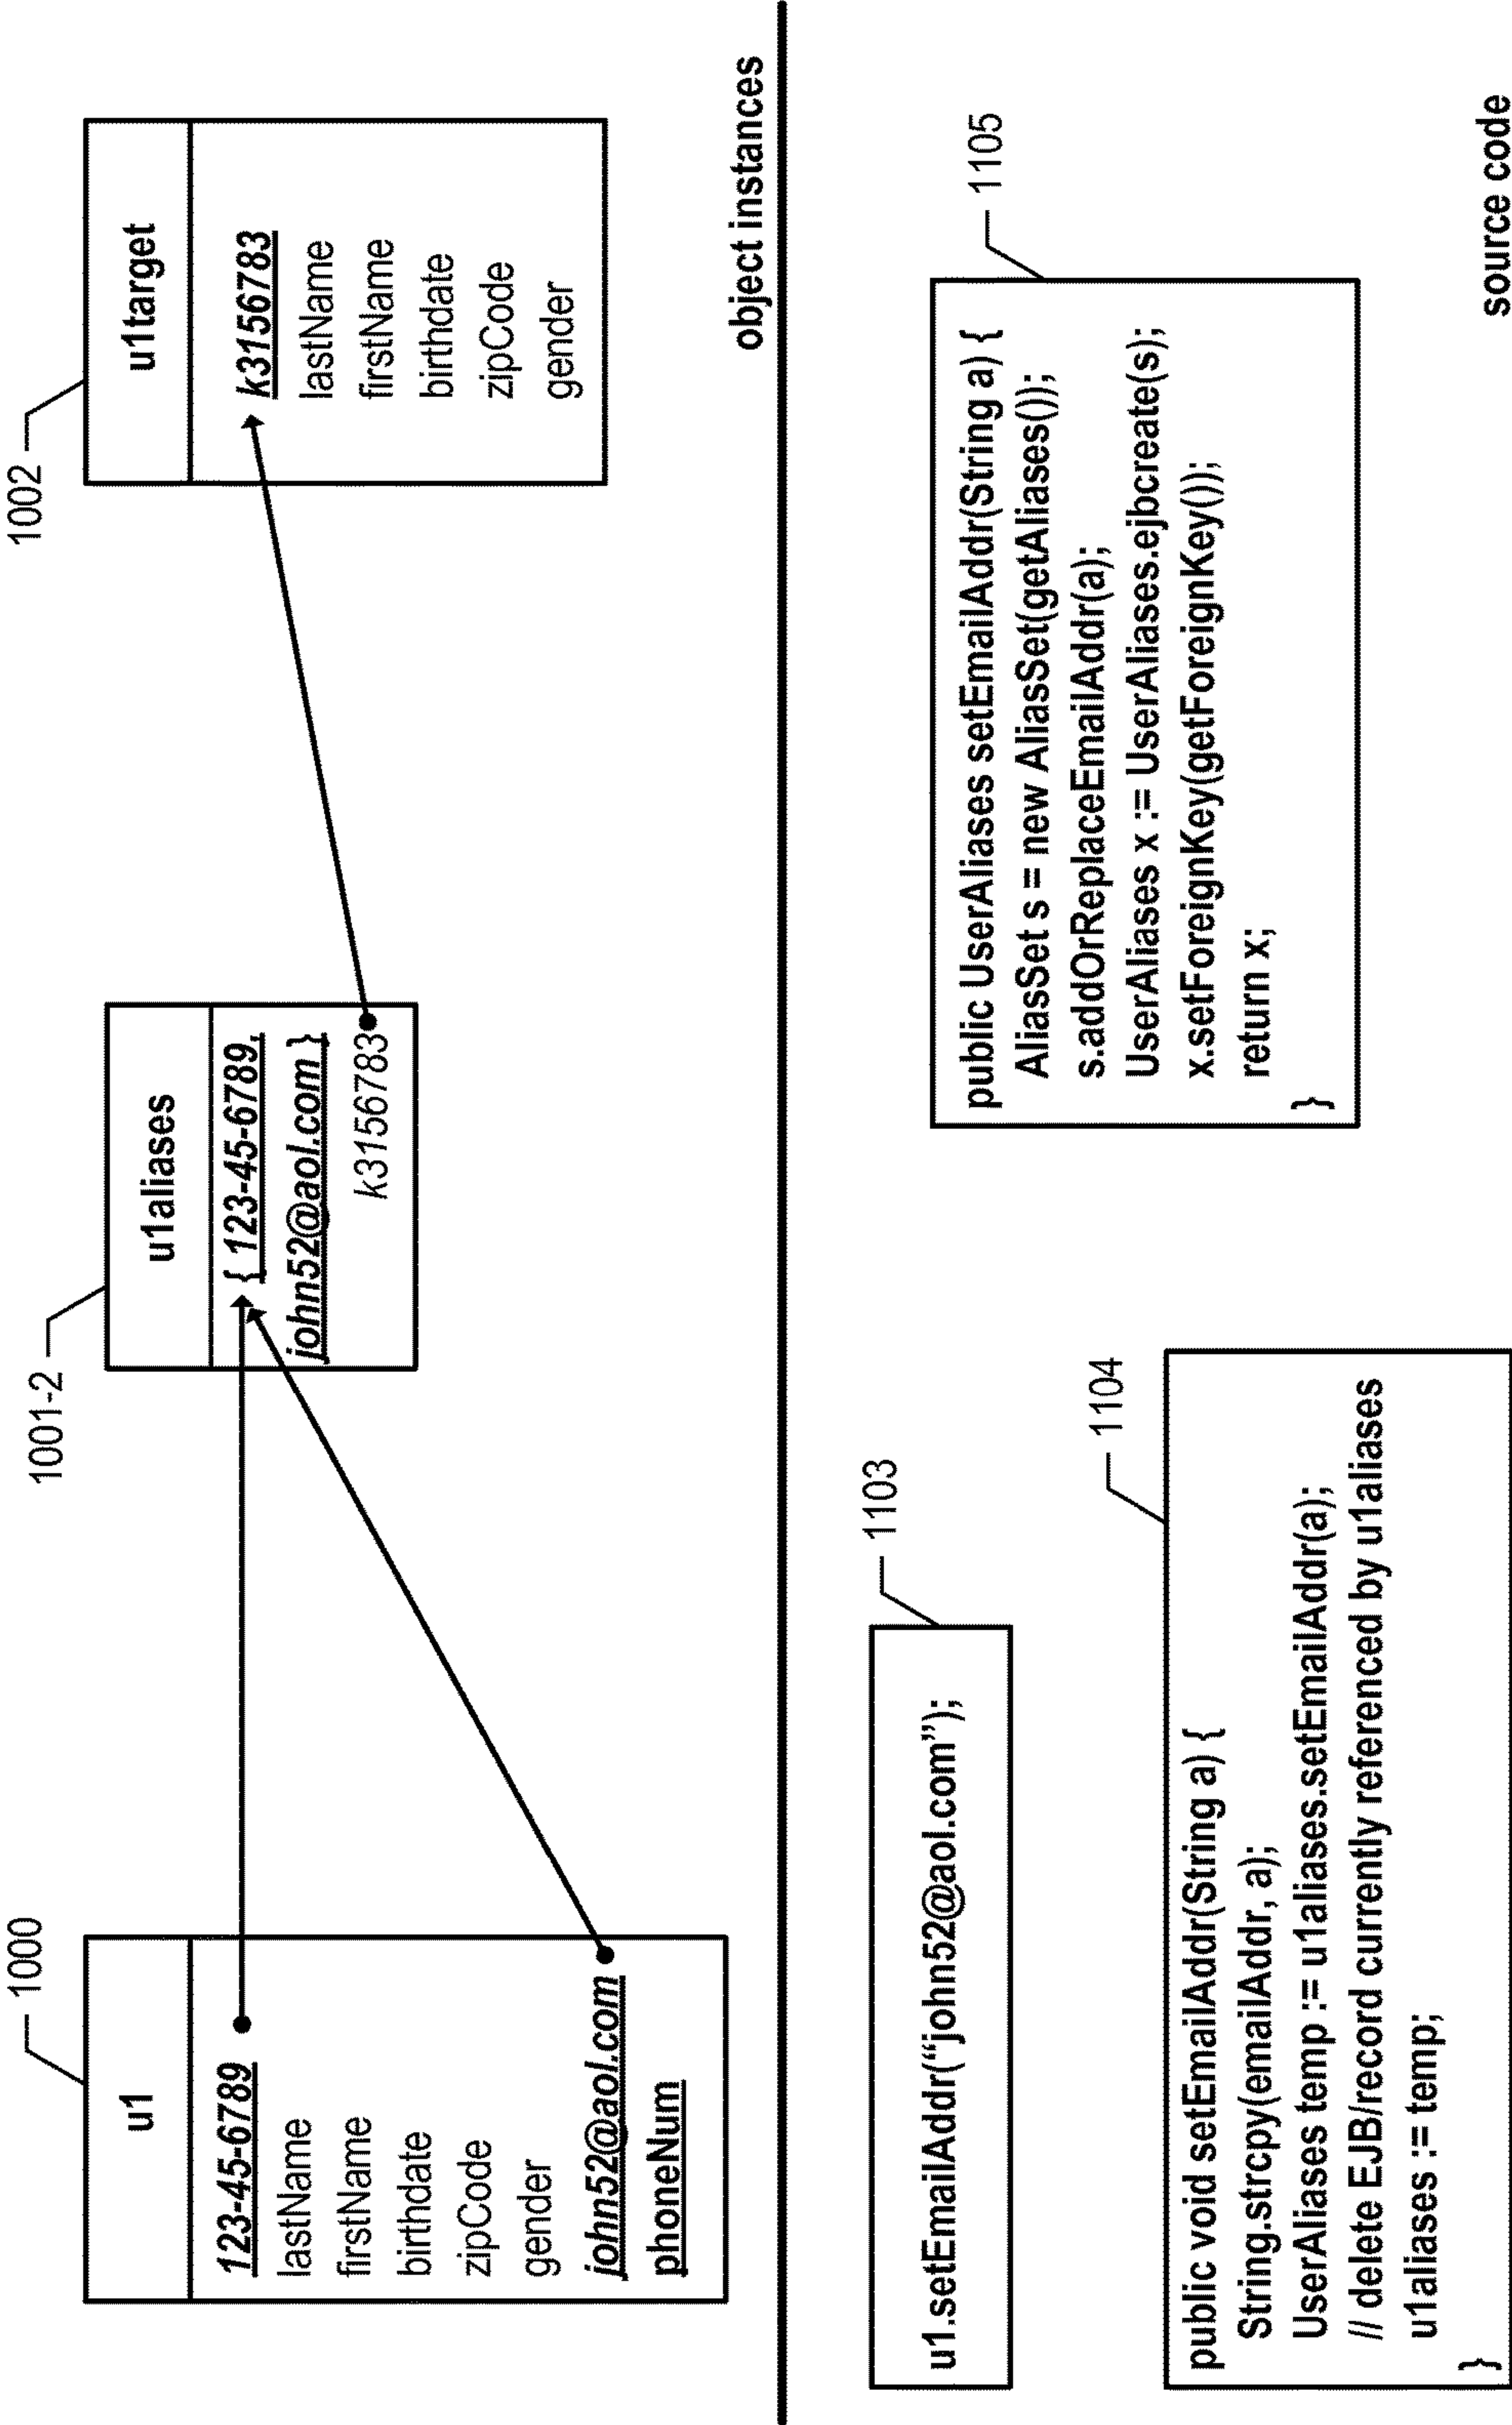 1000
u1
123-45-6789
lastName
firstName
birthdate
zipCode
gender
john52@aol.com
phoneNum
1001-2
u1aliases
{ 123-45-6789,
john52@aol.com }
k3156783
1002
u1target
k3156783
lastName
firstName
birthdate
zipCode
gender
object instances
1103
u1.setEmailAddr(“john52@aol.com”);
1104
public void setEmailAddr(String a) {
String.strcpy(emailAddr, a);
UserAliases temp := u1aliases.setEmailAddr(a);
// delete EJB/record currently referenced by u1aliases
u1aliases := temp;
}
1105
public UserAliases setEmailAddr(String a) {
AliasSet s = new AliasSet(getAliases());
s.addOrReplaceEmailAddr(a);
UserAliases x := UserAliases.ejbcreate(s);
x.setForeignKey(getForeignKey());
return x;
}
source code